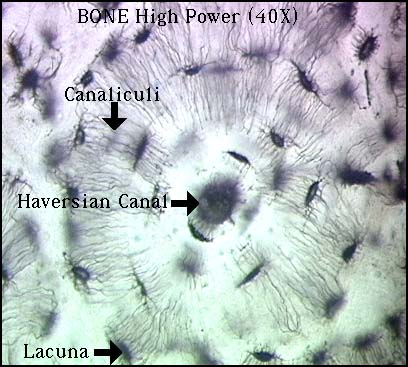 BONE High Power (40X)
Canaliculi
Haversian Canal
Lacuna